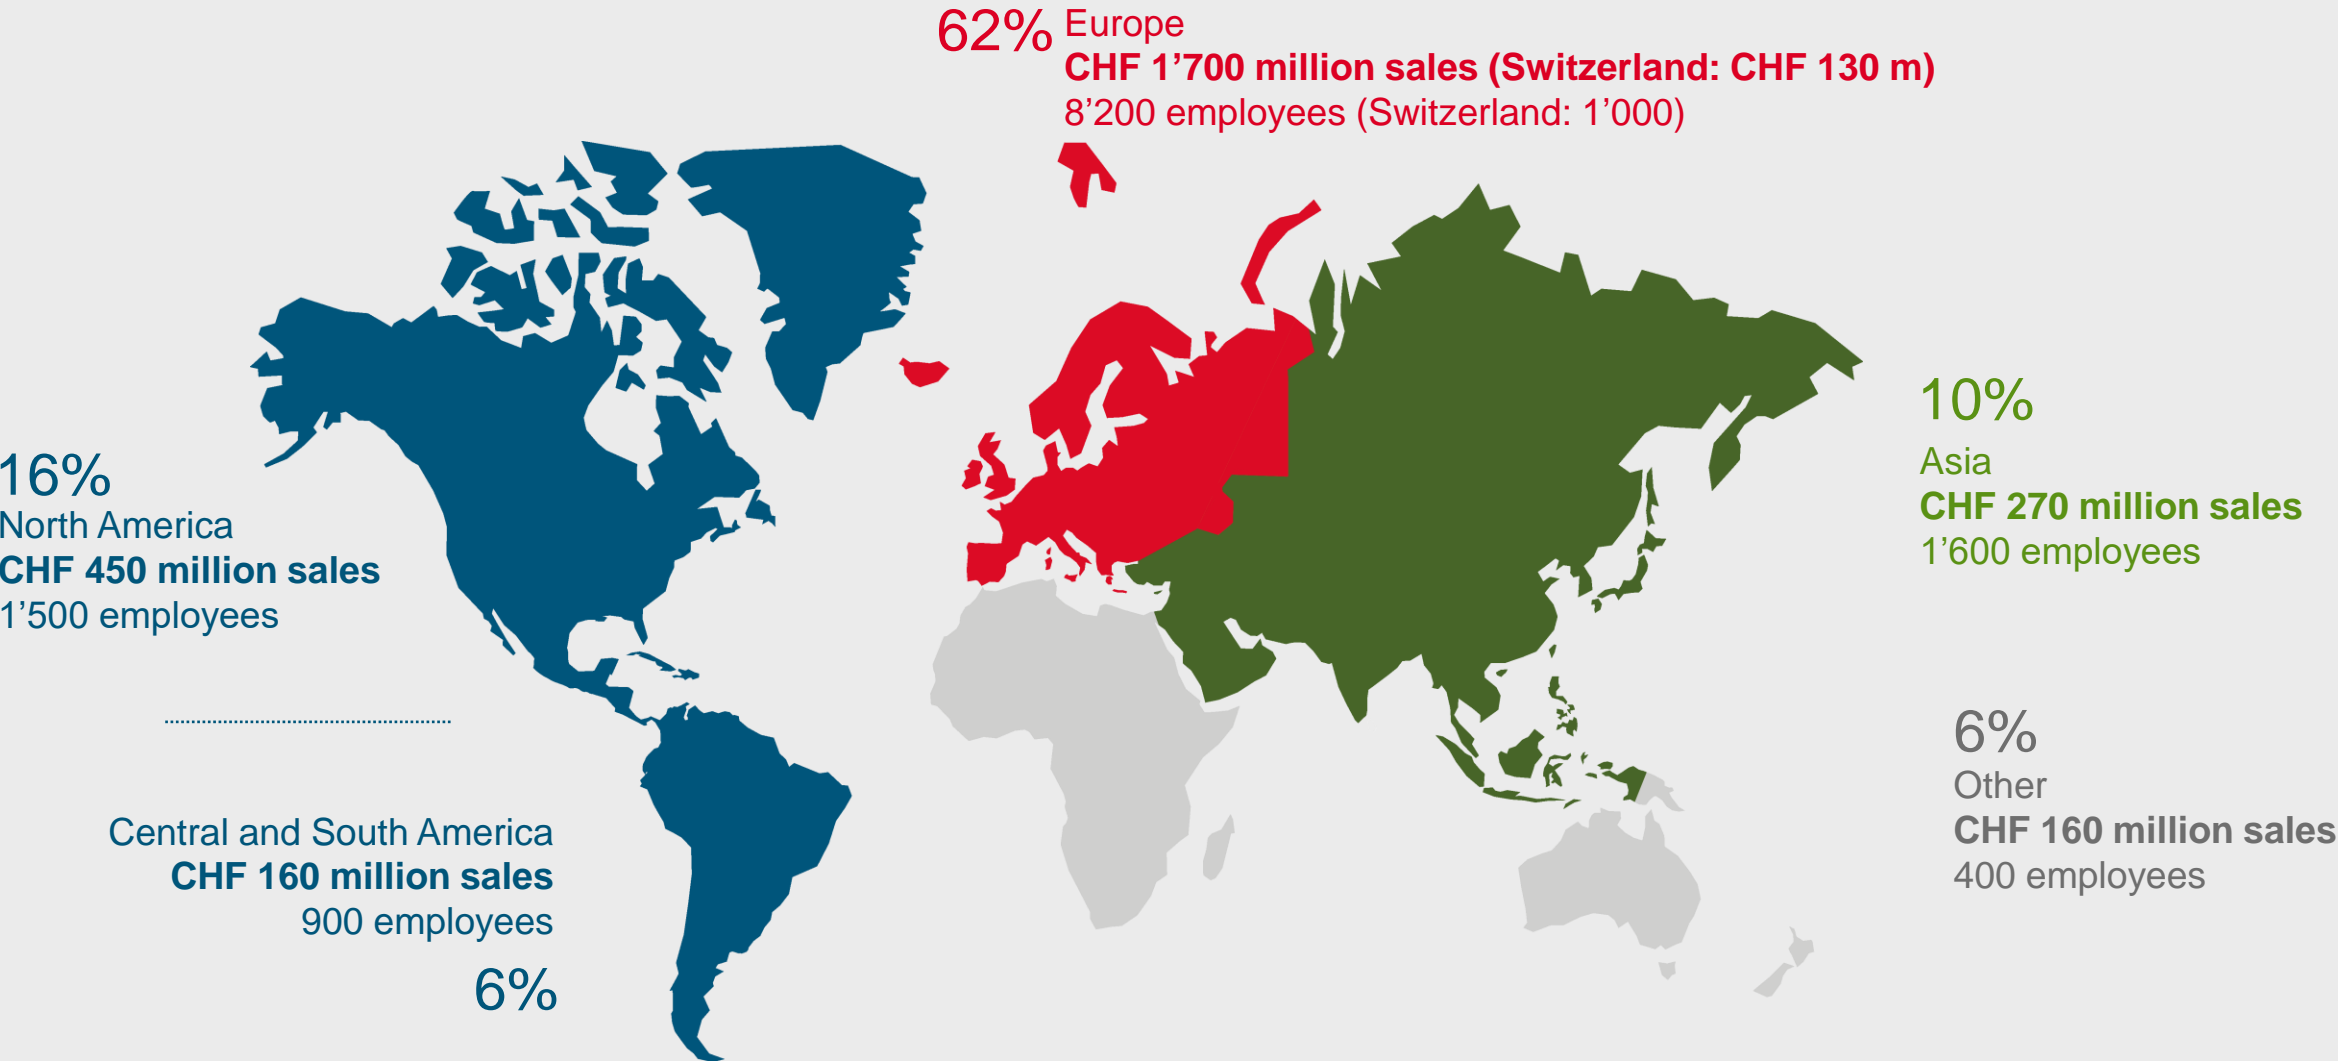 62% Europe
CHF 1’700 million sales (Switzerland: CHF 130 m)
8’200 employees (Switzerland: 1’000)
16%
North America
CHF 450 million sales
1’500 employees
Central and South America
CHF 160 million sales
900 employees
6%
10%
Asia
CHF 270 million sales
1’600 employees
6%
Other
CHF 160 million sales
400 employees